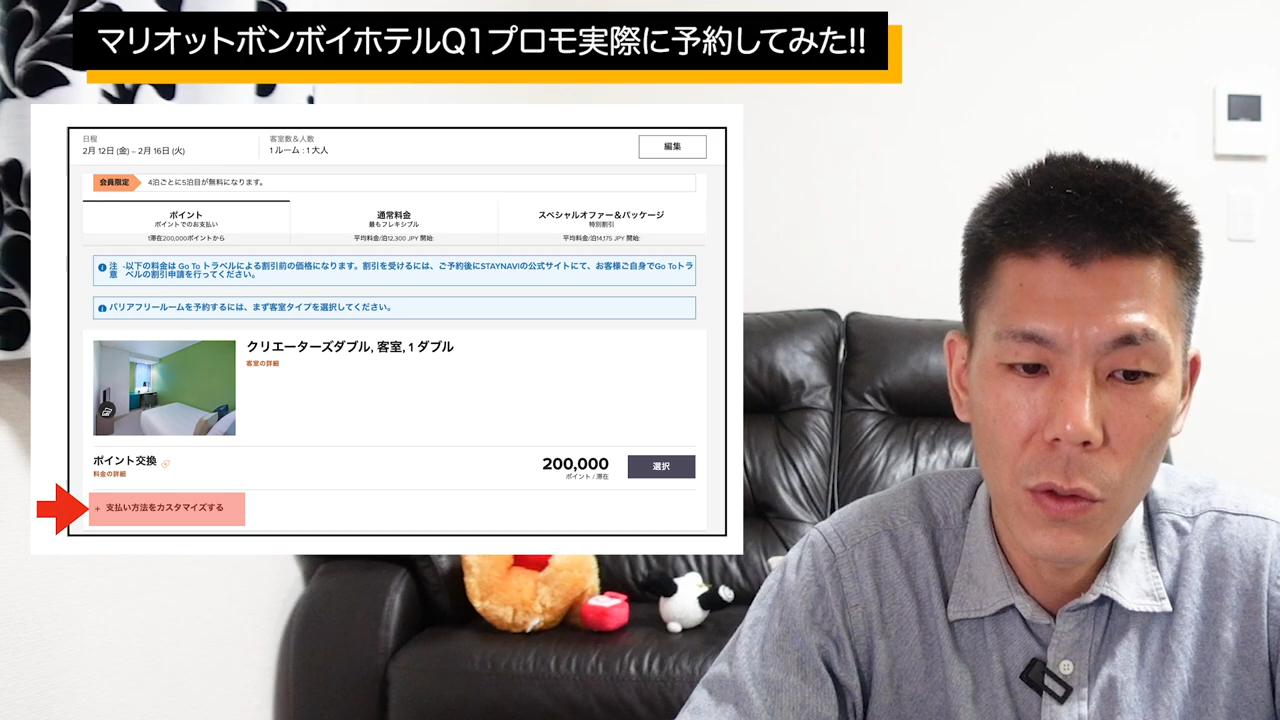 マリオットボンボイホテルQ1プロモ実際に予約してみた!!
日程
2月 12日 (金) – 2月 16日 (火)
客室数＆人数
1 ルーム : 1 大人
編集
会員限定
4泊ごとに5泊目が無料になります。
ポイント
ポイントでのお支払い
1滞在200,000ポイントから
通常料金
最もフレキシブル
平均料金/泊12,300 JPY 開始:
スペシャルオファー＆パッケージ
特別割引
平均料金/泊14,175 JPY 開始:
注意 -以下の料金は Go To トラベルによる割引前の価格になります。割引を受けるには、ご予約後にSTAYNAVIの公式サイトにて、お客様ご自身でGo Toトラ
ベルの割引申請を行ってください。
バリアフリールームを予約するには、まず客室タイプを選択してください。
クリエーターズダブル, 客室, 1 ダブル
客室の詳細
ポイント交換
料金の詳細
200,000
ポイント / 滞在
選択
+ 支払い方法をカスタマイズする